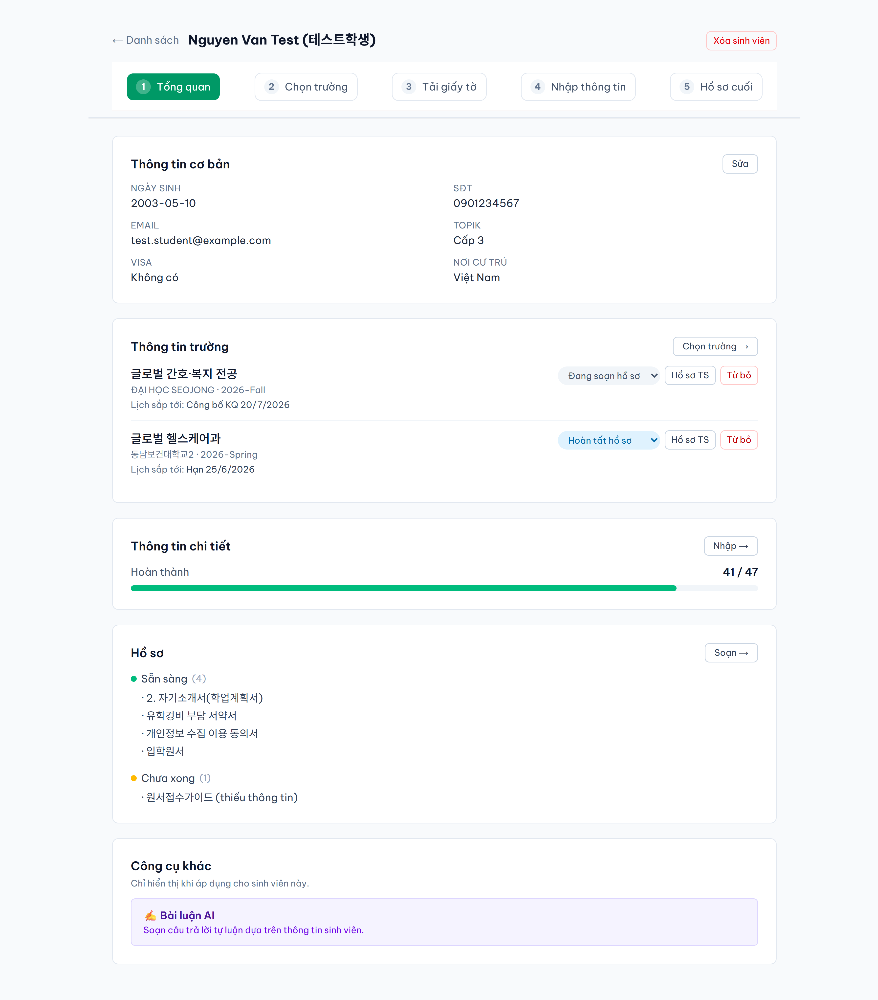 ← Danh sách Nguyen Van Test (테스트학생) Xóa sinh viên
1 Tổng quan 2 Chọn trường 3 Tải giấy tờ 4 Nhập thông tin 5 Hồ sơ cuối
Thông tin cơ bản Sửa
NGÀY SINH SĐT
2003-05-10 0901234567
EMAIL TOPIK
test.student@example.com Cấp 3
VISA NƠI CƯ TRÚ
Không có Việt Nam
Thông tin trường Chọn trường →
글로벌 간호·복지 전공 Đang soạn hồ sơ Hồ sơ TS Từ bỏ
ĐẠI HỌC SEOJONG · 2026-Fall
Lịch sắp tới: Công bố KQ 20/7/2026
글로벌 헬스케어과 Hoàn tất hồ sơ Hồ sơ TS Từ bỏ
동남보건대학교2 · 2026-Spring
Lịch sắp tới: Hạn 25/6/2026
Thông tin chi tiết Nhập →
Hoàn thành 41 / 47
Hồ sơ Soạn →
Sẵn sàng (4)
· 2. 자기소개서(학업계획서)
· 유학경비 부담 서약서
· 개인정보 수집 이용 동의서
· 입학원서
Chưa xong (1)
· 원서접수가이드 (thiếu thông tin)
Công cụ khác
Chỉ hiển thị khi áp dụng cho sinh viên này.
✍️ Bài luận AI
Soạn câu trả lời tự luận dựa trên thông tin sinh viên.